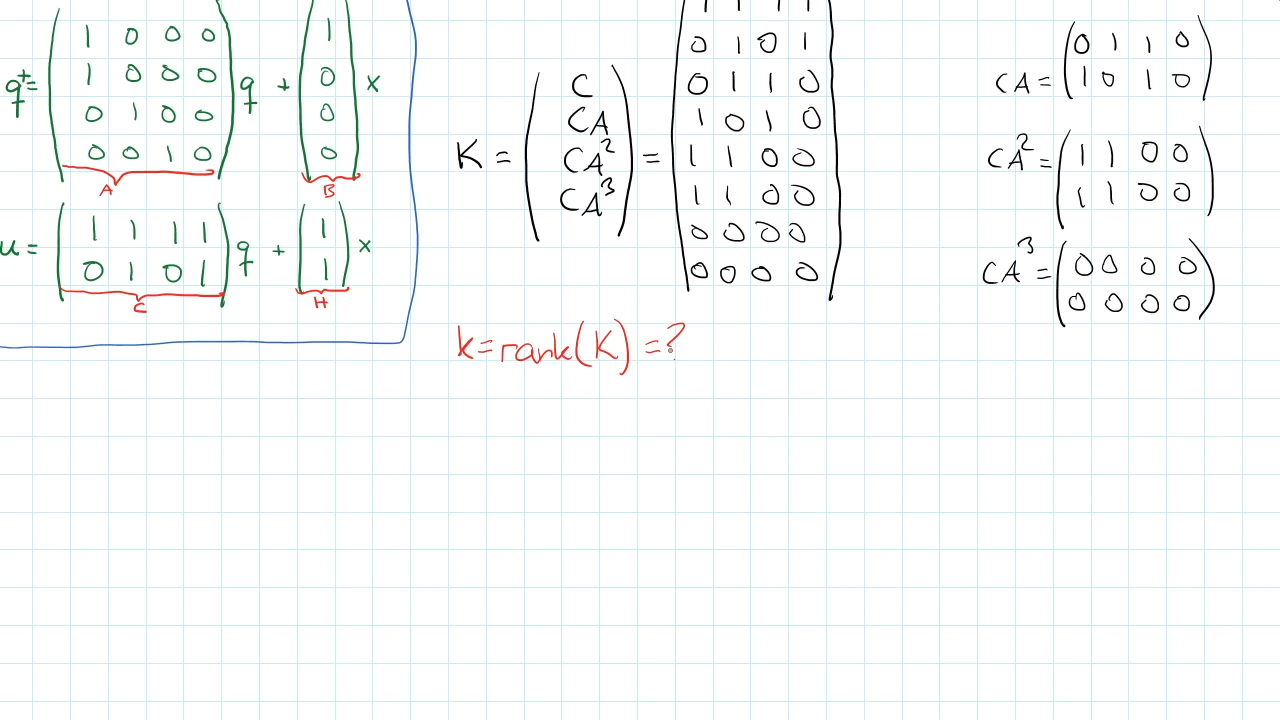 q⁺ = (1 0 0 0
1 0 0 0
0 1 0 0
0 0 1 0) q + (1
0
0
0) x
A B
u = (1 1 1 1
0 1 0 1) q + (1
1) x
C H
K = (C
CA
CA²
CA³) = (1 1 1 1
0 1 0 1
0 1 1 0
1 0 1 0
1 1 0 0
1 1 0 0
0 0 0 0
0 0 0 0)
k = rank(K) = ?
CA = (0 1 1 0
1 0 1 0)
CA² = (1 1 0 0
1 1 0 0)
CA³ = (0 0 0 0
0 0 0 0)